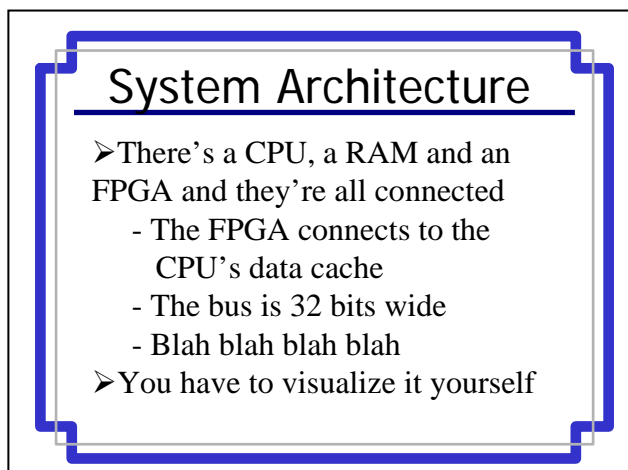 System Architecture
➢There's a CPU, a RAM and an
FPGA and they're all connected
- The FPGA connects to the
CPU's data cache
- The bus is 32 bits wide
- Blah blah blah blah
➢You have to visualize it yourself